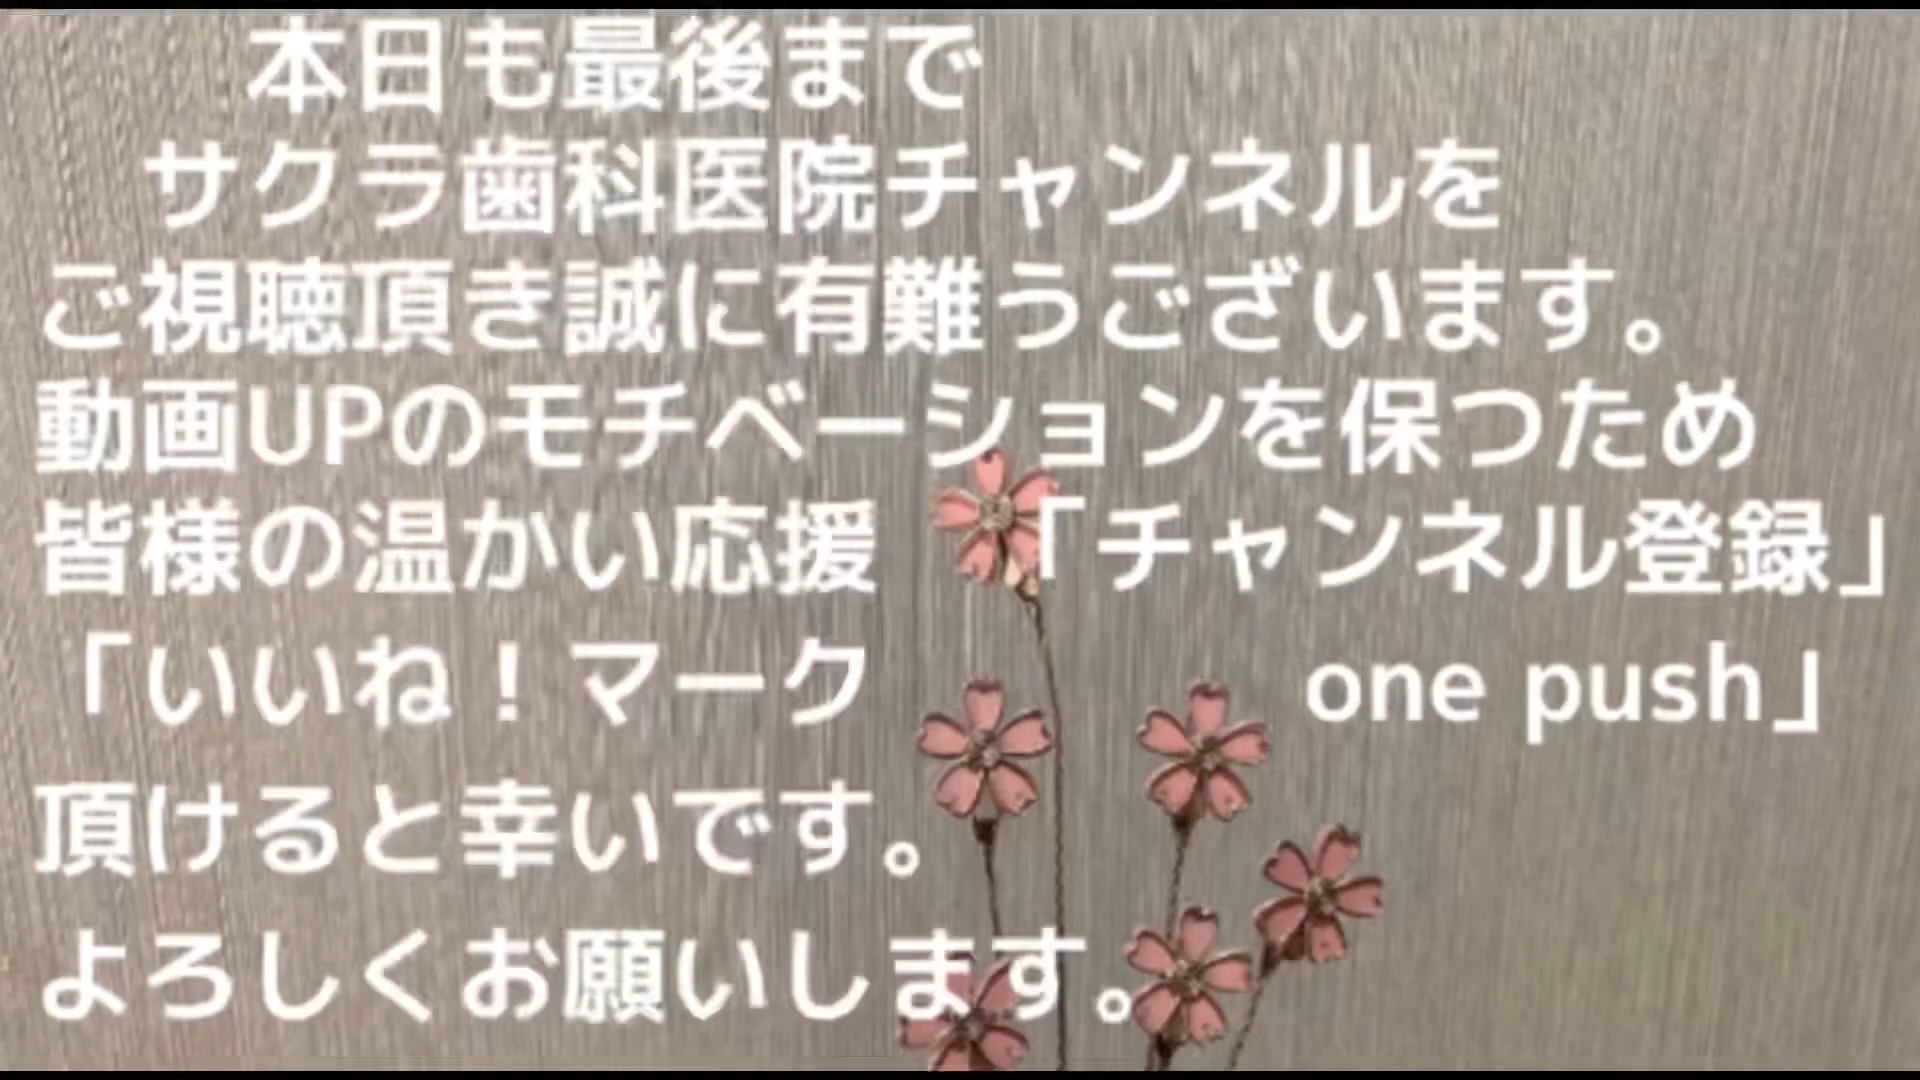 本日も最後まで
サクラ歯科医院チャンネルを
ご視聴頂き誠に有難うございます。
動画UPのモチベーションを保つため
皆様の温かい応援 「チャンネル登録」
「いいね！マーク one push」
頂けると幸いです。
よろしくお願いします。